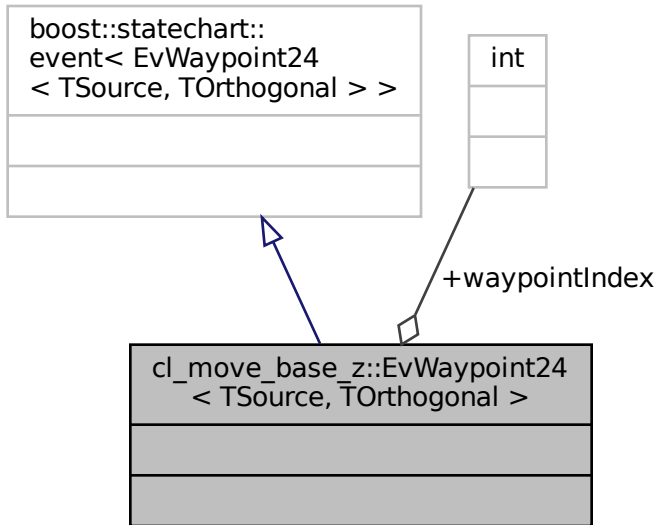 boost::statechart::
event< EvWaypoint24
< TSource, TOrthogonal > >
int
+waypointIndex
cl_move_base_z::EvWaypoint24
< TSource, TOrthogonal >